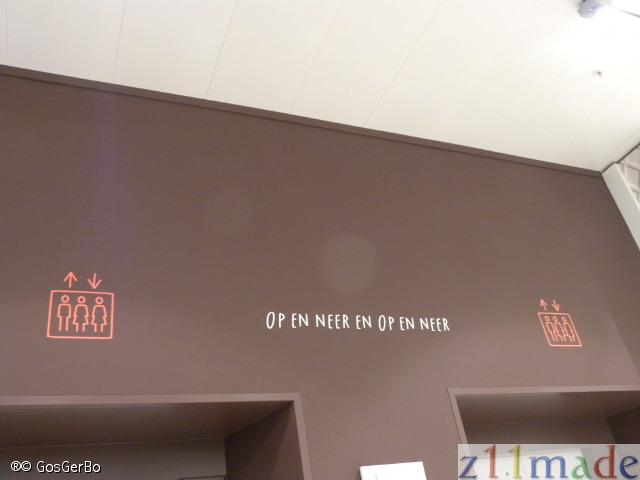 OP EN NEER EN OP EN NEER
®© GosGerBo
z11made